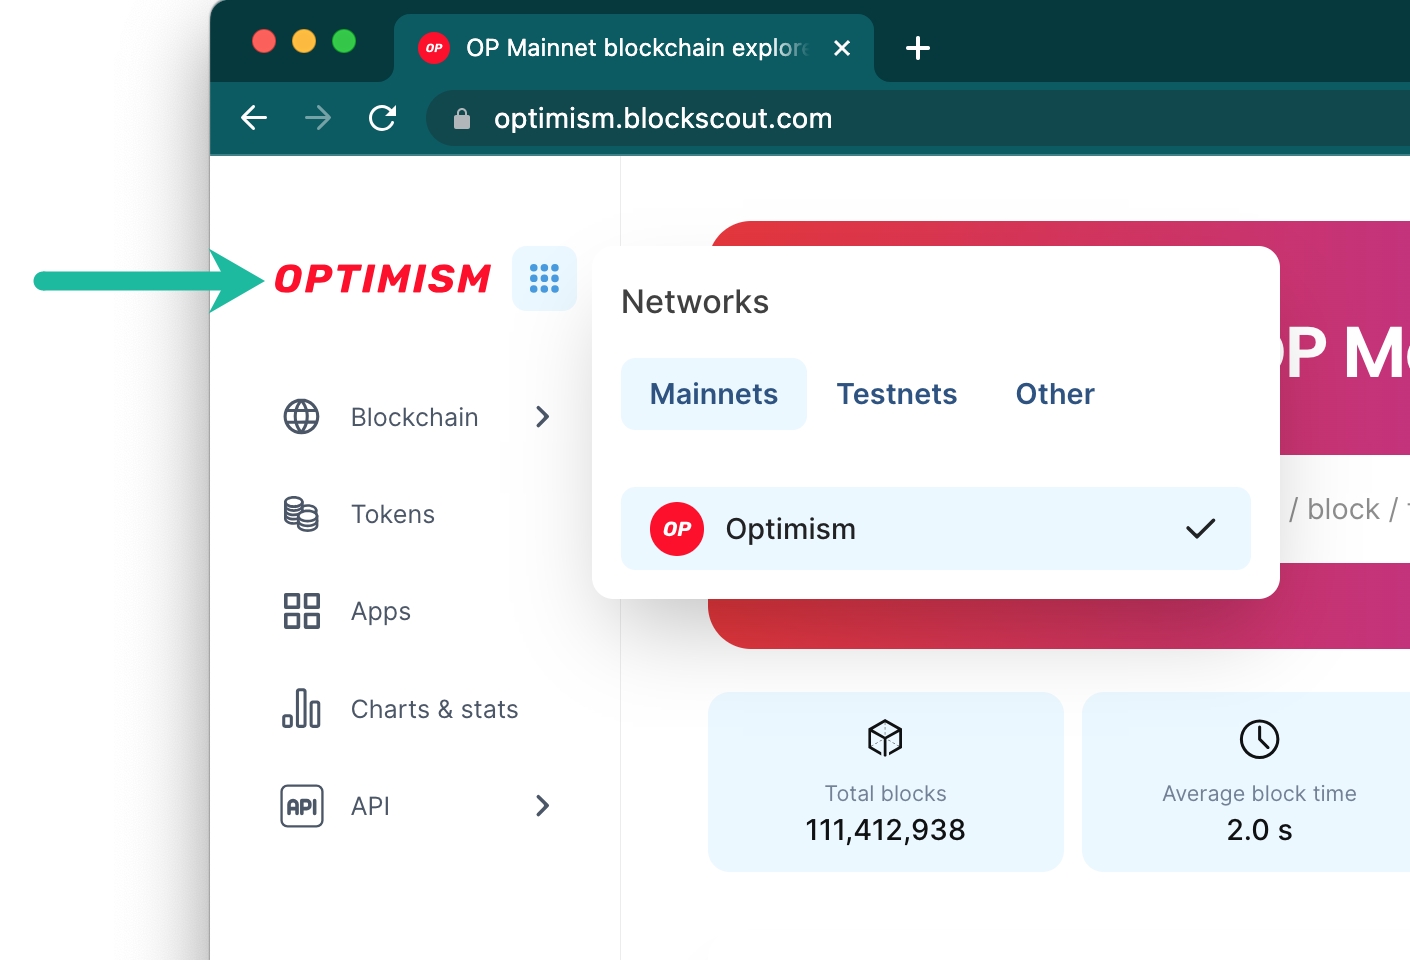 OP
OP Mainnet blockchain explore
optimism.blockscout.com
OPTIMISM
Networks
Mainnets
Testnets
Other
OP
Optimism
OP M
/ block /
Blockchain
Tokens
Apps
Charts & stats
API
API
Total blocks
111,412,938
Average block time
2.0 s